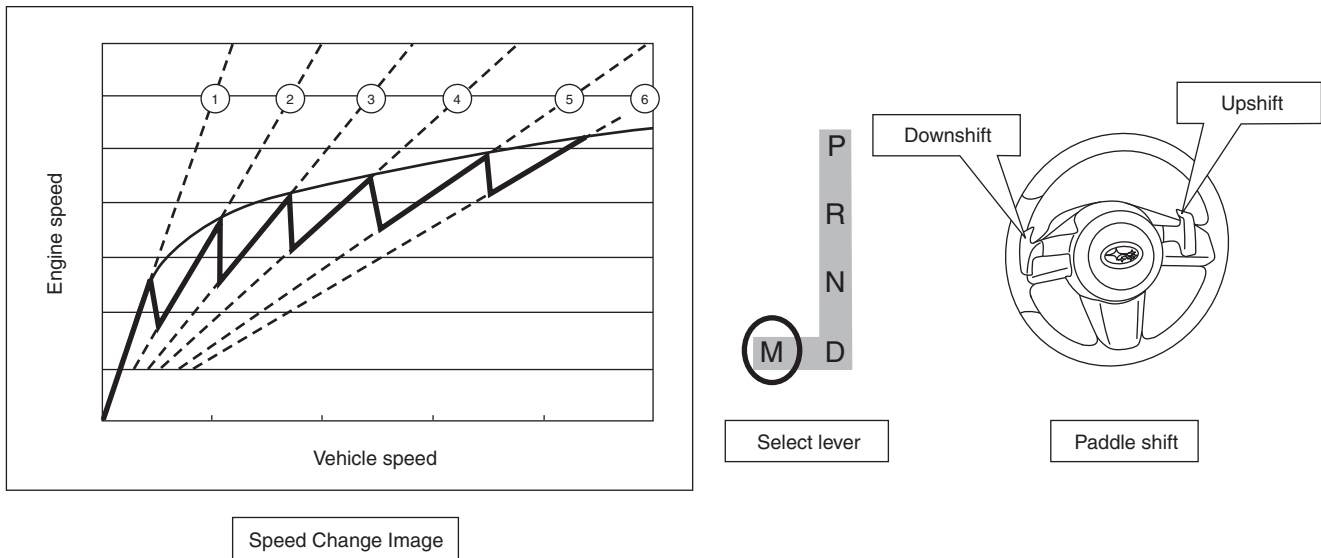 Engine speed
1
2
3
4
5
6
Vehicle speed
Speed Change Image
P
R
N
M D
Select lever
Downshift
Upshift
Paddle shift